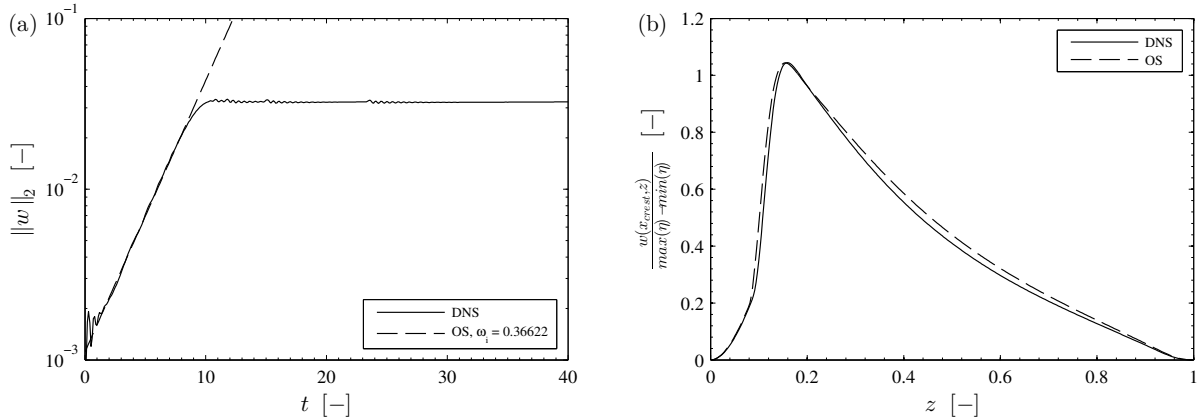 (a)
10⁻¹
10⁻²
10⁻³
‖w‖₂ [−]
0 10 20 30 40
t [−]
DNS
OS, ωᵢ = 0.36622
(b)
1.2
1
0.8
0.6
0.4
0.2
0
w(x_crest,z)
max(η)−min(η)
[−]
0 0.2 0.4 0.6 0.8 1
z [−]
DNS
OS